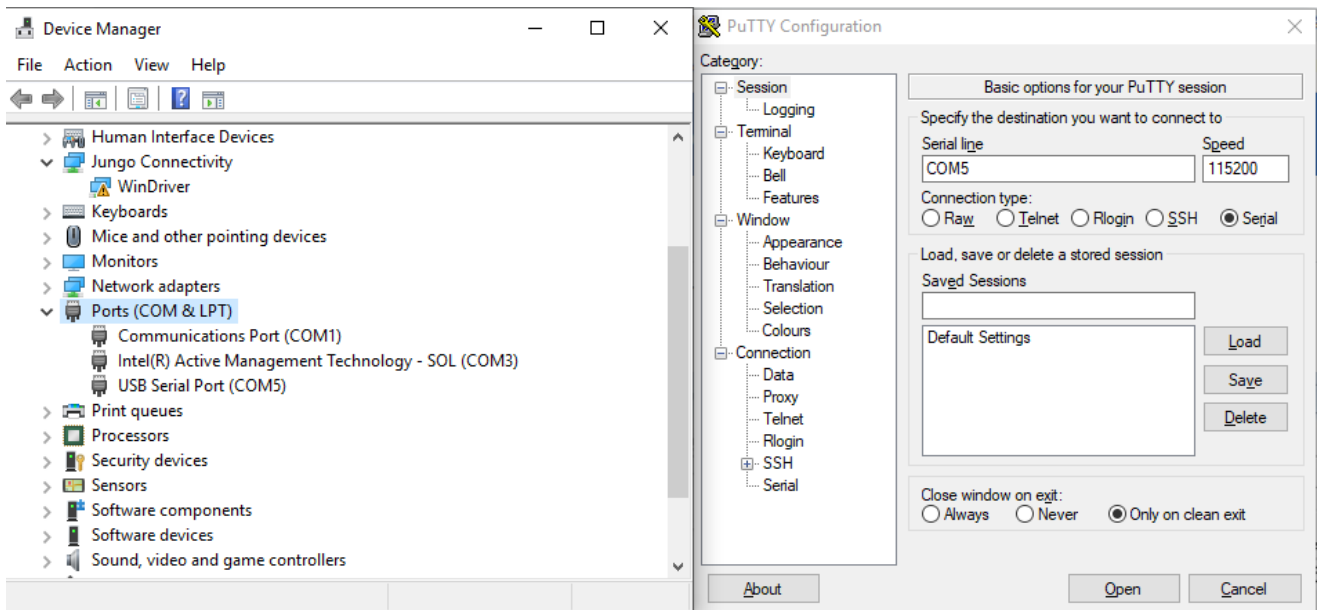 Device Manager
File Action View Help
Human Interface Devices
Jungo Connectivity
WinDriver
Keyboards
Mice and other pointing devices
Monitors
Network adapters
Ports (COM & LPT)
Communications Port (COM1)
Intel(R) Active Management Technology - SOL (COM3)
USB Serial Port (COM5)
Print queues
Processors
Security devices
Sensors
Software components
Software devices
Sound, video and game controllers
PuTTY Configuration
Category:
Session
Logging
Terminal
Keyboard
Bell
Features
Window
Appearance
Behaviour
Translation
Selection
Colours
Connection
Data
Proxy
Telnet
Rlogin
SSH
Serial
Basic options for your PuTTY session
Specify the destination you want to connect to
Serial line Speed
COM5 115200
Connection type:
Raw Telnet Rlogin SSH Serial
Load, save or delete a stored session
Saved Sessions
Default Settings
Load
Save
Delete
Close window on exit:
Always Never Only on clean exit
About Open Cancel